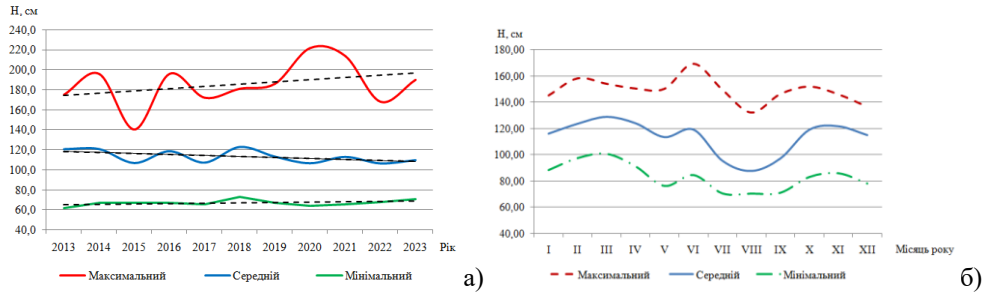 Н, см
240,0
220,0
200,0
180,0
160,0
140,0
120,0
100,0
80,0
60,0
40,0
2013 2014 2015 2016 2017 2018 2019 2020 2021 2022 2023 Рік
Максимальний Середній Мінімальний
а)
Н, см
180,00
160,00
140,00
120,00
100,00
80,00
60,00
40,00
I II III IV V VI VII VIII IX X XI XII Місяць року
Максимальний Середній Мінімальний
б)